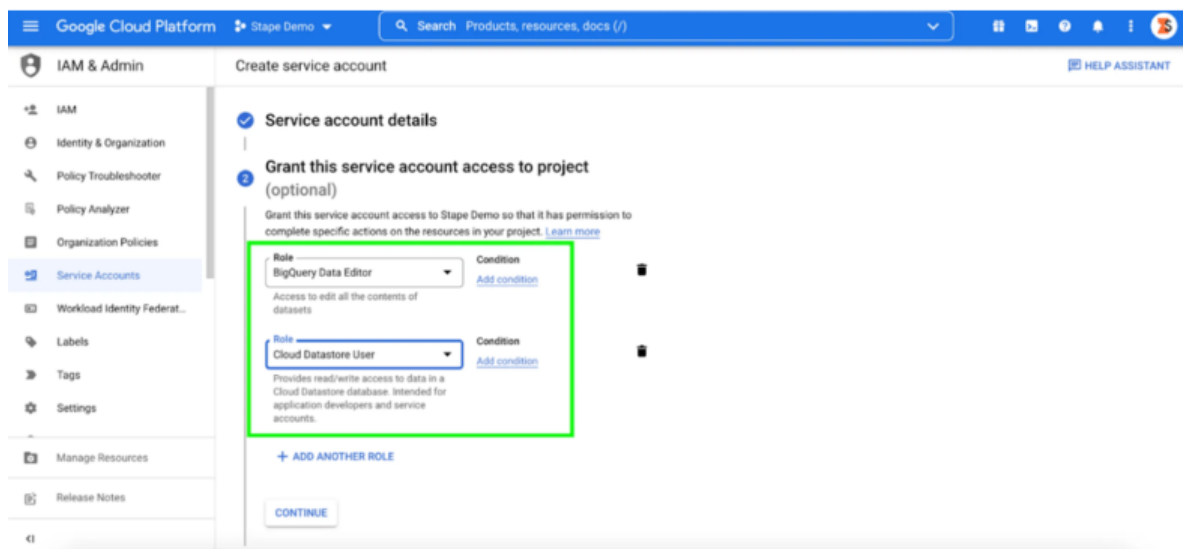 Google Cloud Platform
Stape Demo
Search Products, resources, docs (/)
IAM & Admin
Create service account
HELP ASSISTANT
IAM
Identity & Organization
Policy Troubleshooter
Policy Analyzer
Organization Policies
Service Accounts
Workload Identity Federat...
Labels
Tags
Settings
Manage Resources
Release Notes
Service account details
2
Grant this service account access to project
(optional)
Grant this service account access to Stape Demo so that it has permission to
complete specific actions on the resources in your project. Learn more
Role
BigQuery Data Editor
Condition
Add condition
Access to edit all the contents of
datasets
Role
Cloud Datastore User
Condition
Add condition
Provides read/write access to data in a
Cloud Datastore database. Intended for
application developers and service
accounts.
+ ADD ANOTHER ROLE
CONTINUE